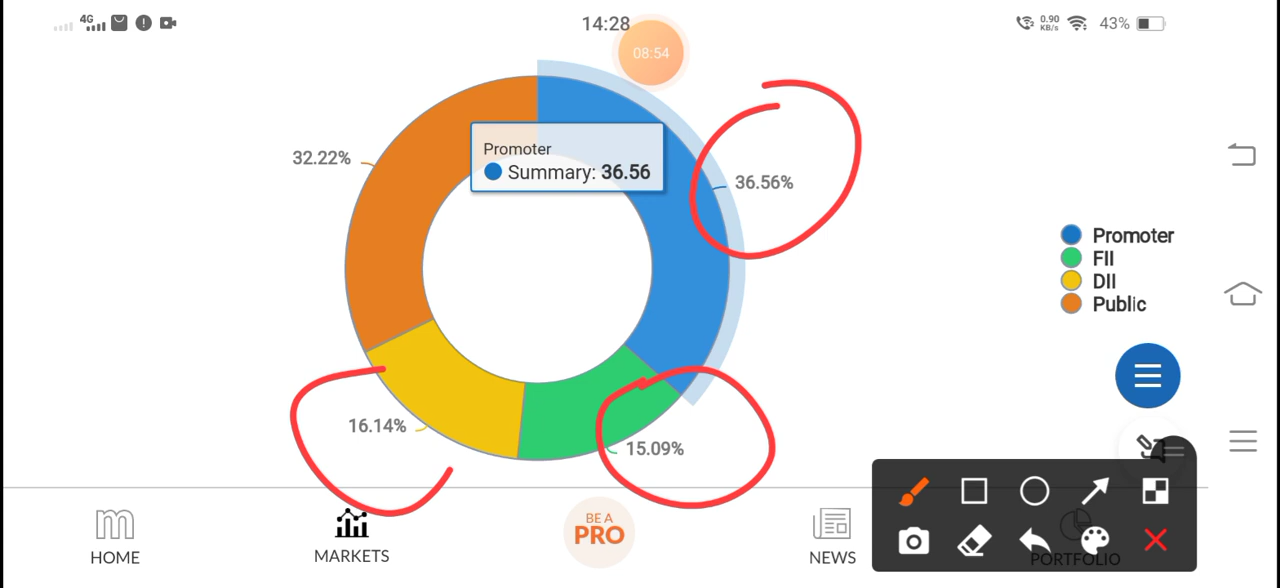 4G
14:28
0.90
KB/s
43%
08:54
32.22%
Promoter
Summary: 36.56
36.56%
Promoter
FII
DII
Public
16.14%
15.09%
m
HOME
MARKETS
BE A
PRO
NEWS
PORTFOLIO